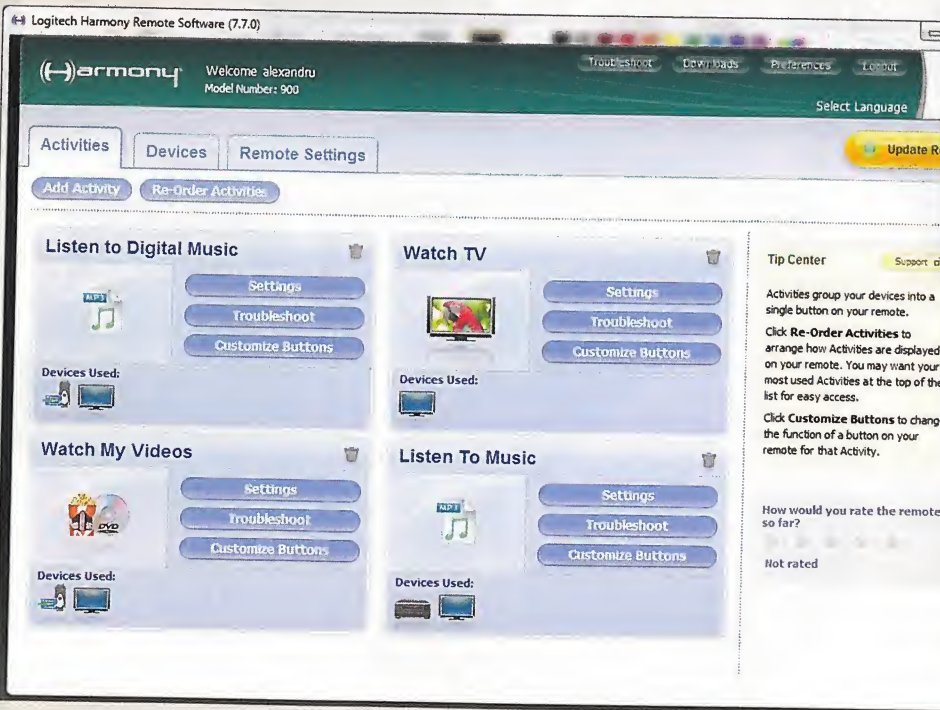 Logitech Harmony Remote Software (7.7.0)
Harmony
Welcome alexandru
Model Number: 900
Troubleshoot Downloads Preferences Logout
Select Language
Activities Devices Remote Settings
Update
Add Activity Re-Order Activities
Listen to Digital Music
Settings
Troubleshoot
Customize Buttons
MP3
Devices Used:
Watch TV
Settings
Troubleshoot
Customize Buttons
Devices Used:
Watch My Videos
Settings
Troubleshoot
Customize Buttons
DVD
Devices Used:
Listen To Music
Settings
Troubleshoot
Customize Buttons
MP3
Devices Used:
Tip Center
Support
Activities group your devices into a
single button on your remote.
Click Re-Order Activities to
arrange how Activities are displayed
on your remote. You may want your
most used Activities at the top of the
list for easy access.
Click Customize Buttons to chang
the function of a button on your
remote for that Activity.
How would you rate the remote
so far?
Not rated